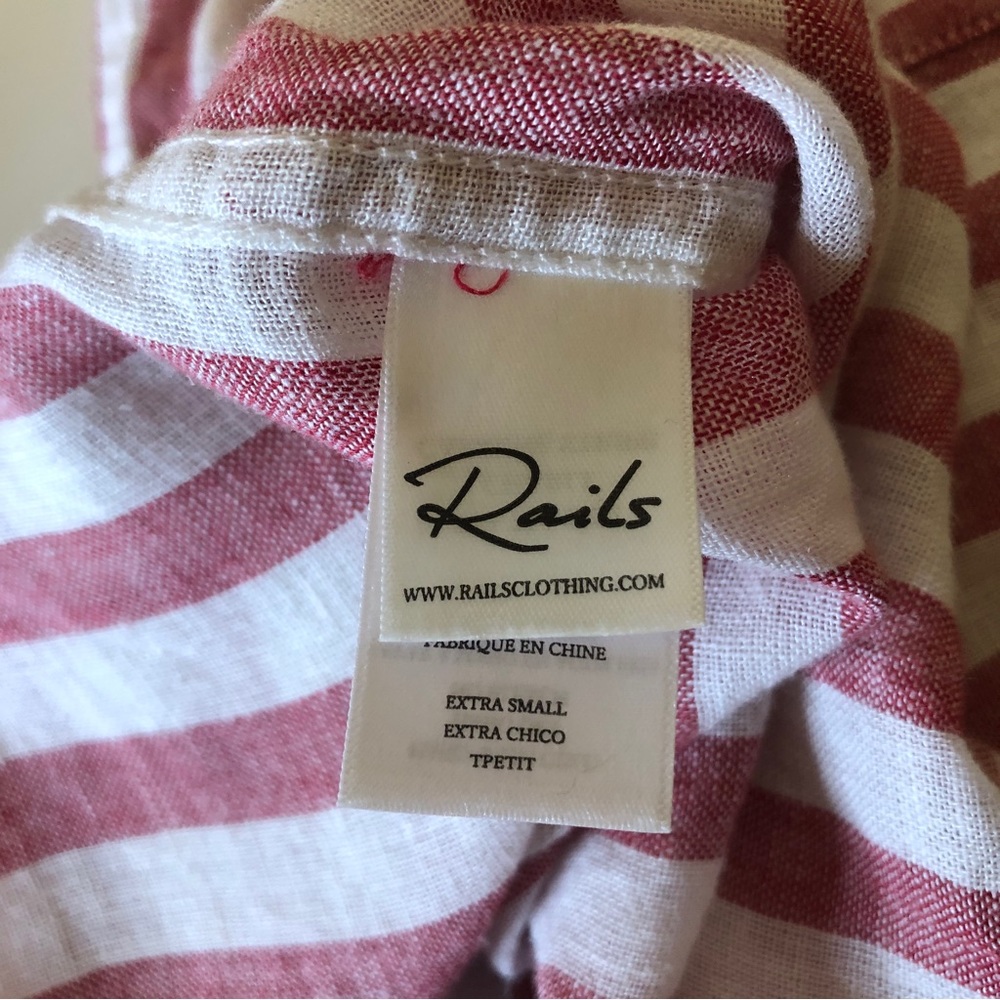 Rails
WWW.RAILSCLOTHING.COM
FABRIQUE EN CHINE
EXTRA SMALL
EXTRA CHICO
TPETIT